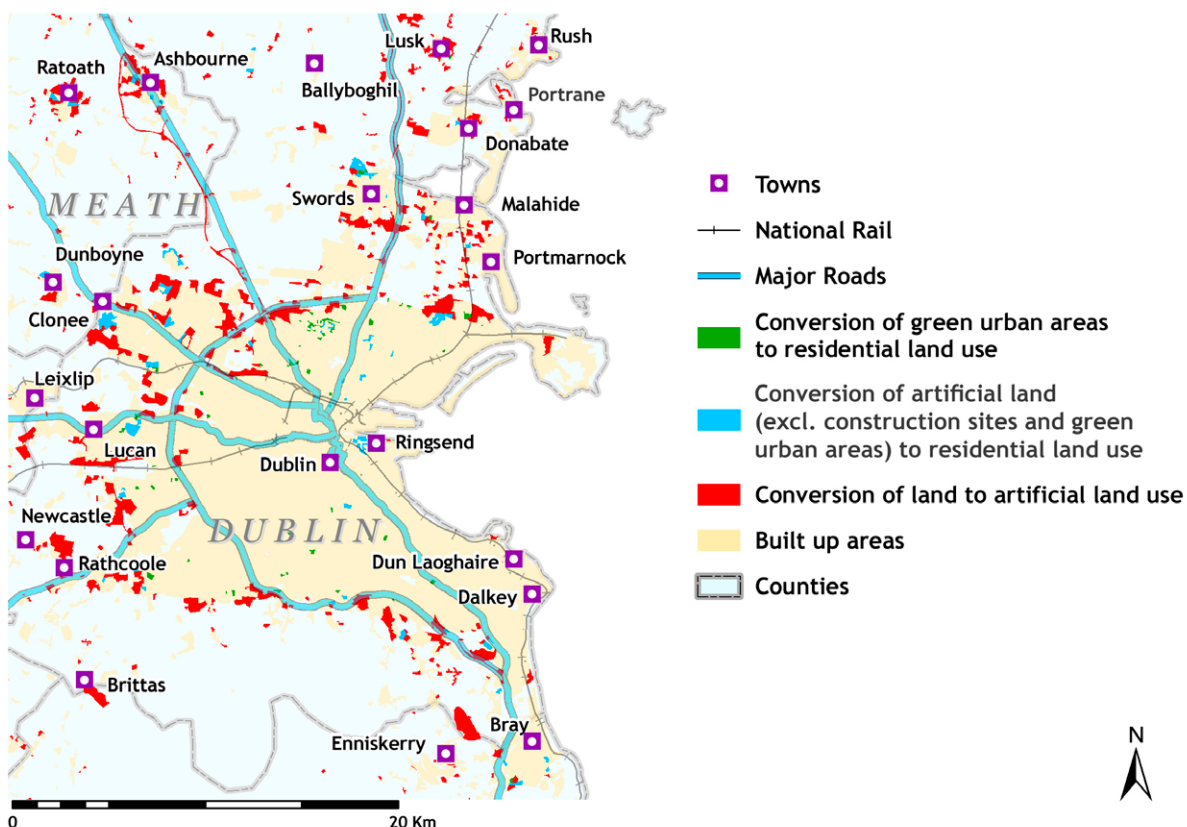 Lusk
Rush
Ratoath
Ashbourne
Ballyboghil
Portrane
Donabate
MEATH
Swords
Malahide
Dunboyne
Portmarnock
Clonee
Leixlip
Lucan
Ringsend
Dublin
Newcastle
DUBLIN
Rathcoole
Dun Laoghaire
Dalkey
Brittas
Bray
Enniskerry
0
20 Km
Towns
National Rail
Major Roads
Conversion of green urban areas
to residential land use
Conversion of artificial land
(excl. construction sites and green
urban areas) to residential land use
Conversion of land to artificial land use
Built up areas
Counties
N